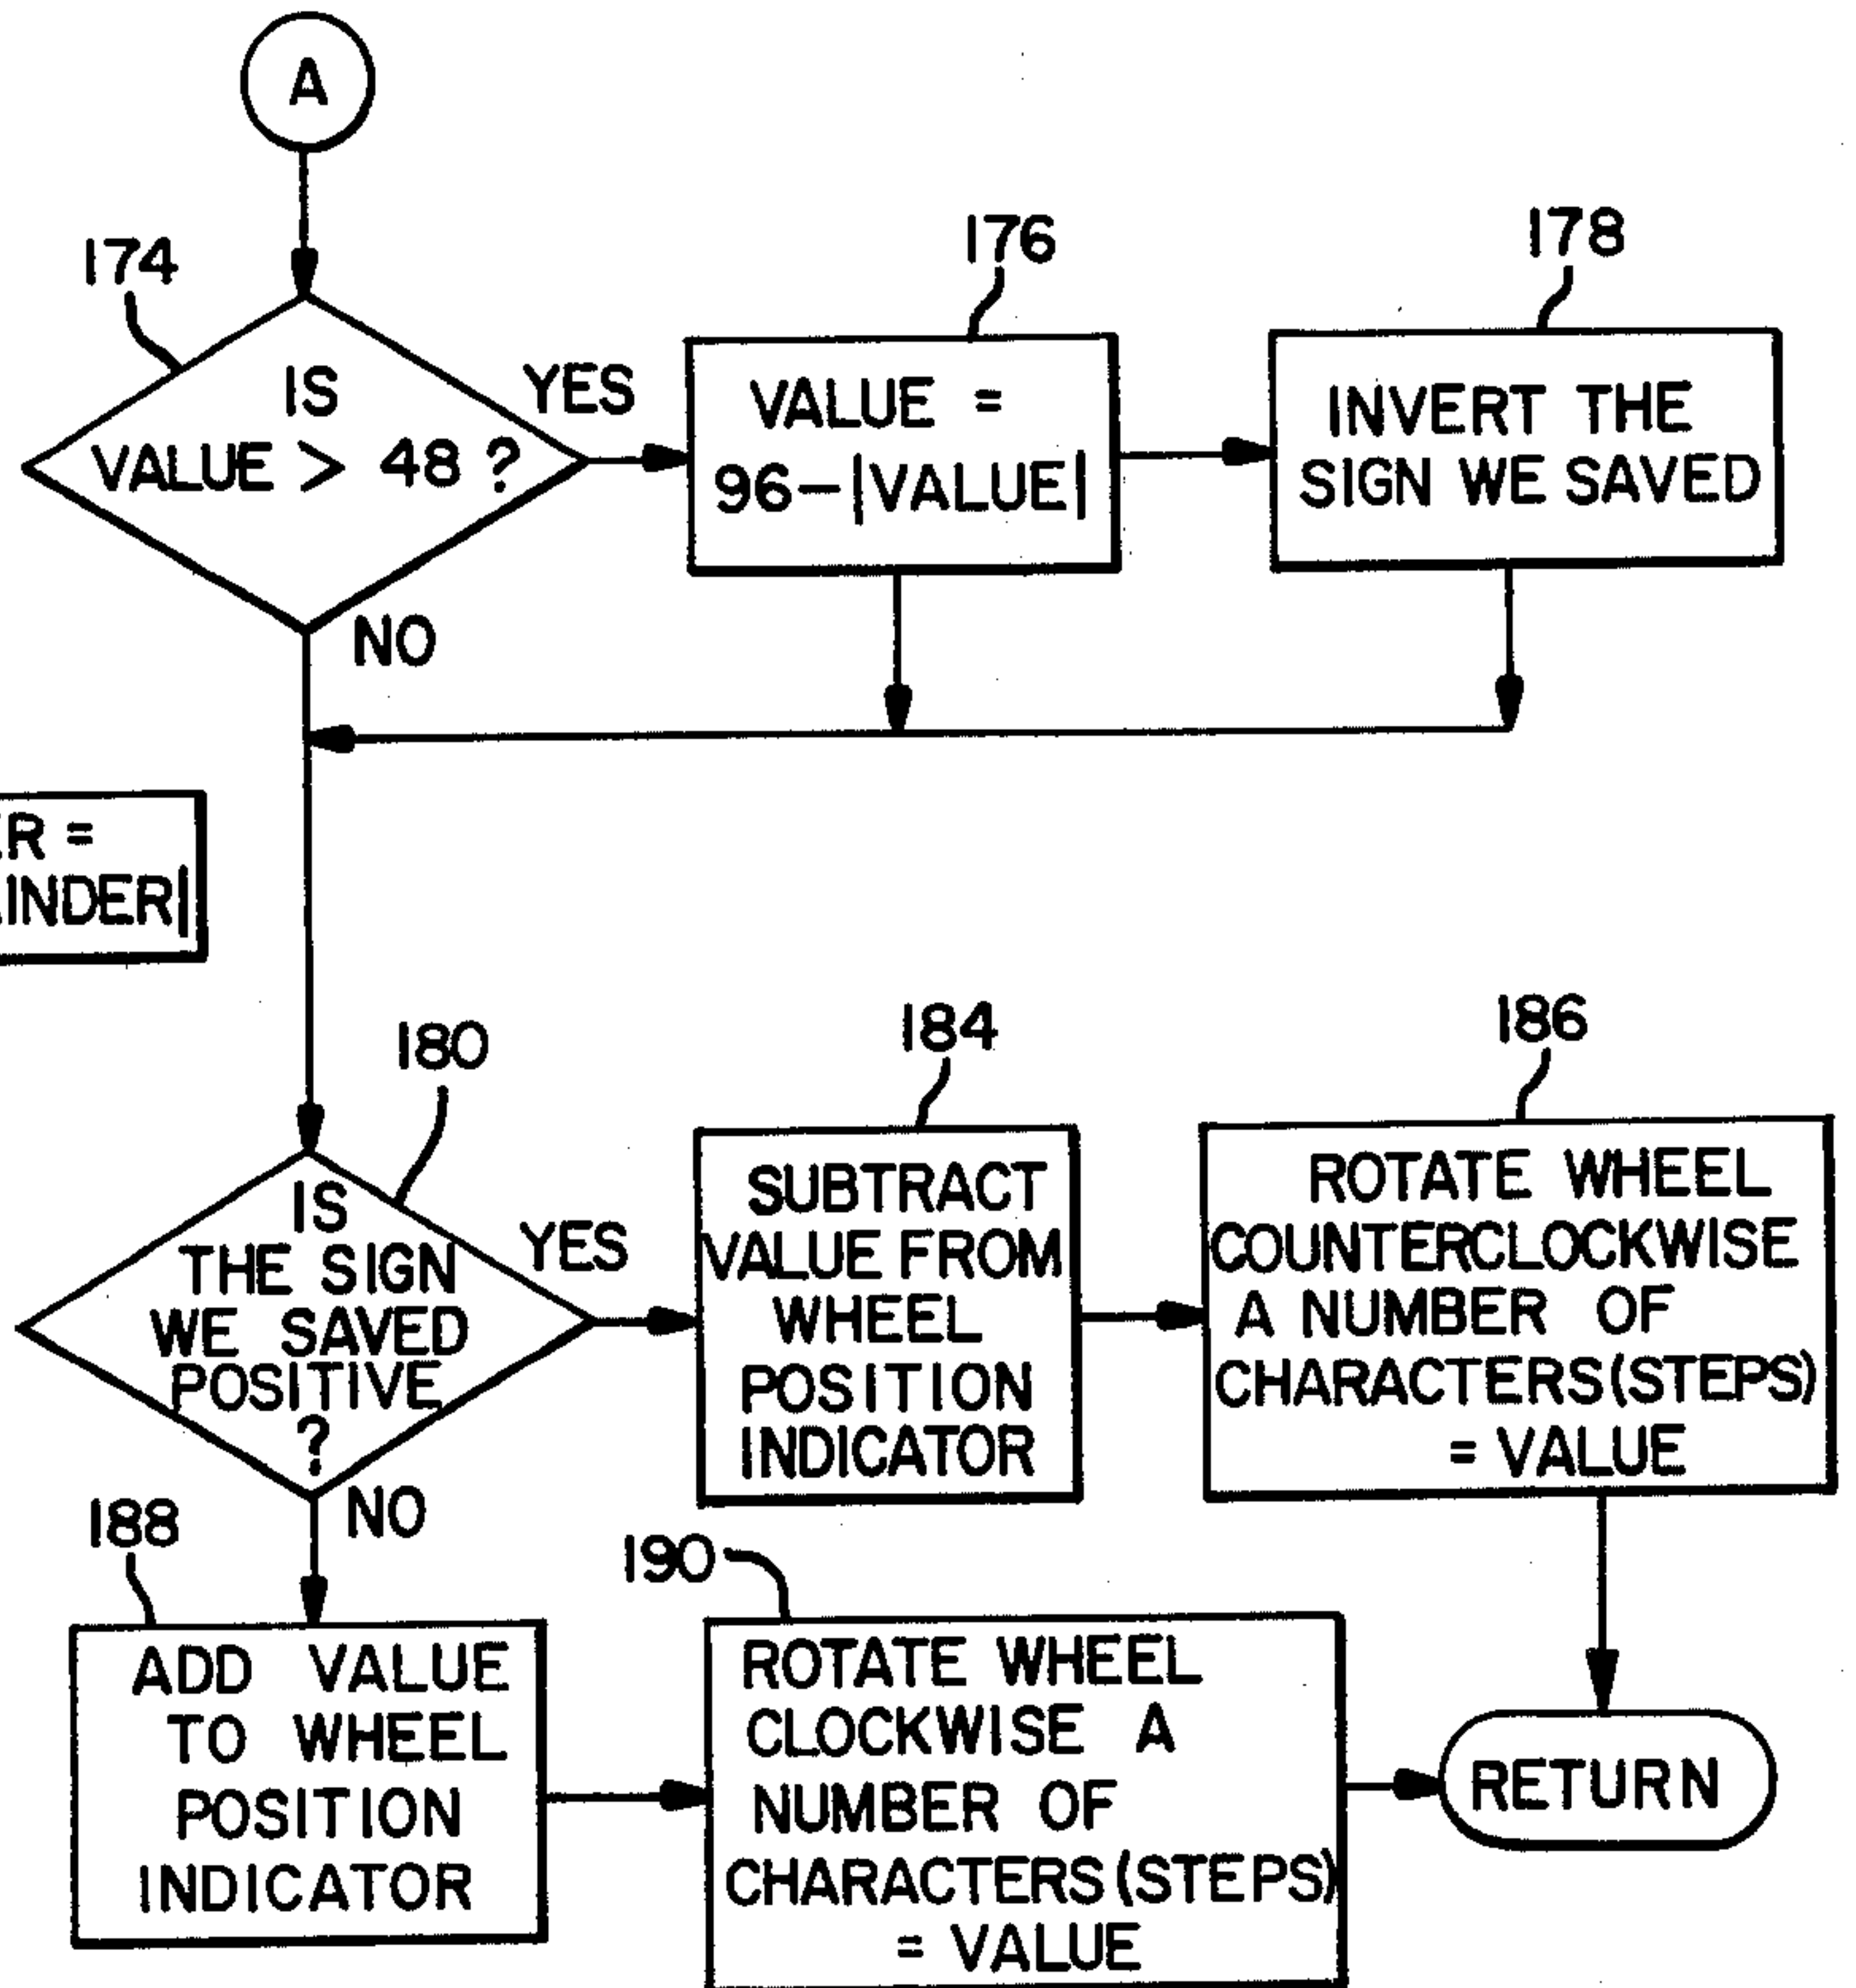 A
174
IS
VALUE > 48 ?
YES
NO
176
VALUE =
96-|VALUE|
178
INVERT THE
SIGN WE SAVED
ER =
AINDER|
180
IS
THE SIGN
WE SAVED
POSITIVE
?
YES
NO
184
SUBTRACT
VALUE FROM
WHEEL
POSITION
INDICATOR
186
ROTATE WHEEL
COUNTERCLOCKWISE
A NUMBER OF
CHARACTERS(STEPS)
= VALUE
188
ADD VALUE
TO WHEEL
POSITION
INDICATOR
190
ROTATE WHEEL
CLOCKWISE A
NUMBER OF
CHARACTERS(STEPS)
= VALUE
RETURN